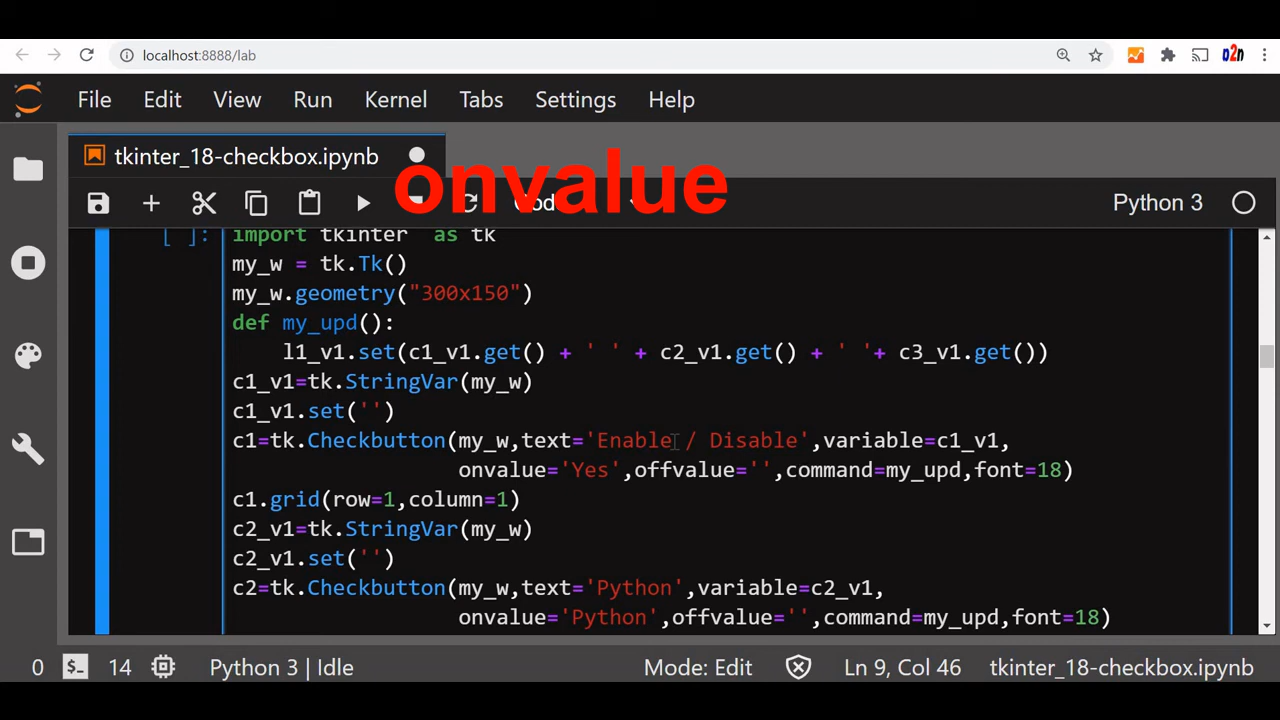 localhost:8888/lab
File Edit View Run Kernel Tabs Settings Help
tkinter_18-checkbox.ipynb
onvalue
Python 3
[ ]: import tkinter  as tk
my_w = tk.Tk()
my_w.geometry("300x150")
def my_upd():
    l1_v1.set(c1_v1.get() + ' ' + c2_v1.get() + ' '+ c3_v1.get())
c1_v1=tk.StringVar(my_w)
c1_v1.set('')
c1=tk.Checkbutton(my_w,text='Enable / Disable',variable=c1_v1,
                  onvalue='Yes',offvalue='',command=my_upd,font=18)
c1.grid(row=1,column=1)
c2_v1=tk.StringVar(my_w)
c2_v1.set('')
c2=tk.Checkbutton(my_w,text='Python',variable=c2_v1,
                  onvalue='Python',offvalue='',command=my_upd,font=18)
0 14 Python 3 | Idle Mode: Edit Ln 9, Col 46 tkinter_18-checkbox.ipynb